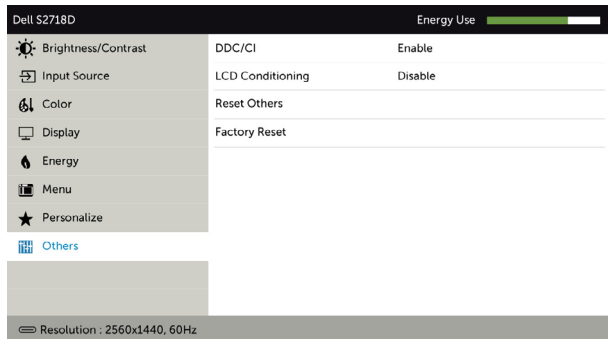 Dell S2718D Energy Use
Brightness/Contrast DDC/CI Enable
Input Source LCD Conditioning Disable
Color Reset Others
Display Factory Reset
Energy
Menu
Personalize
Others
Resolution : 2560x1440, 60Hz